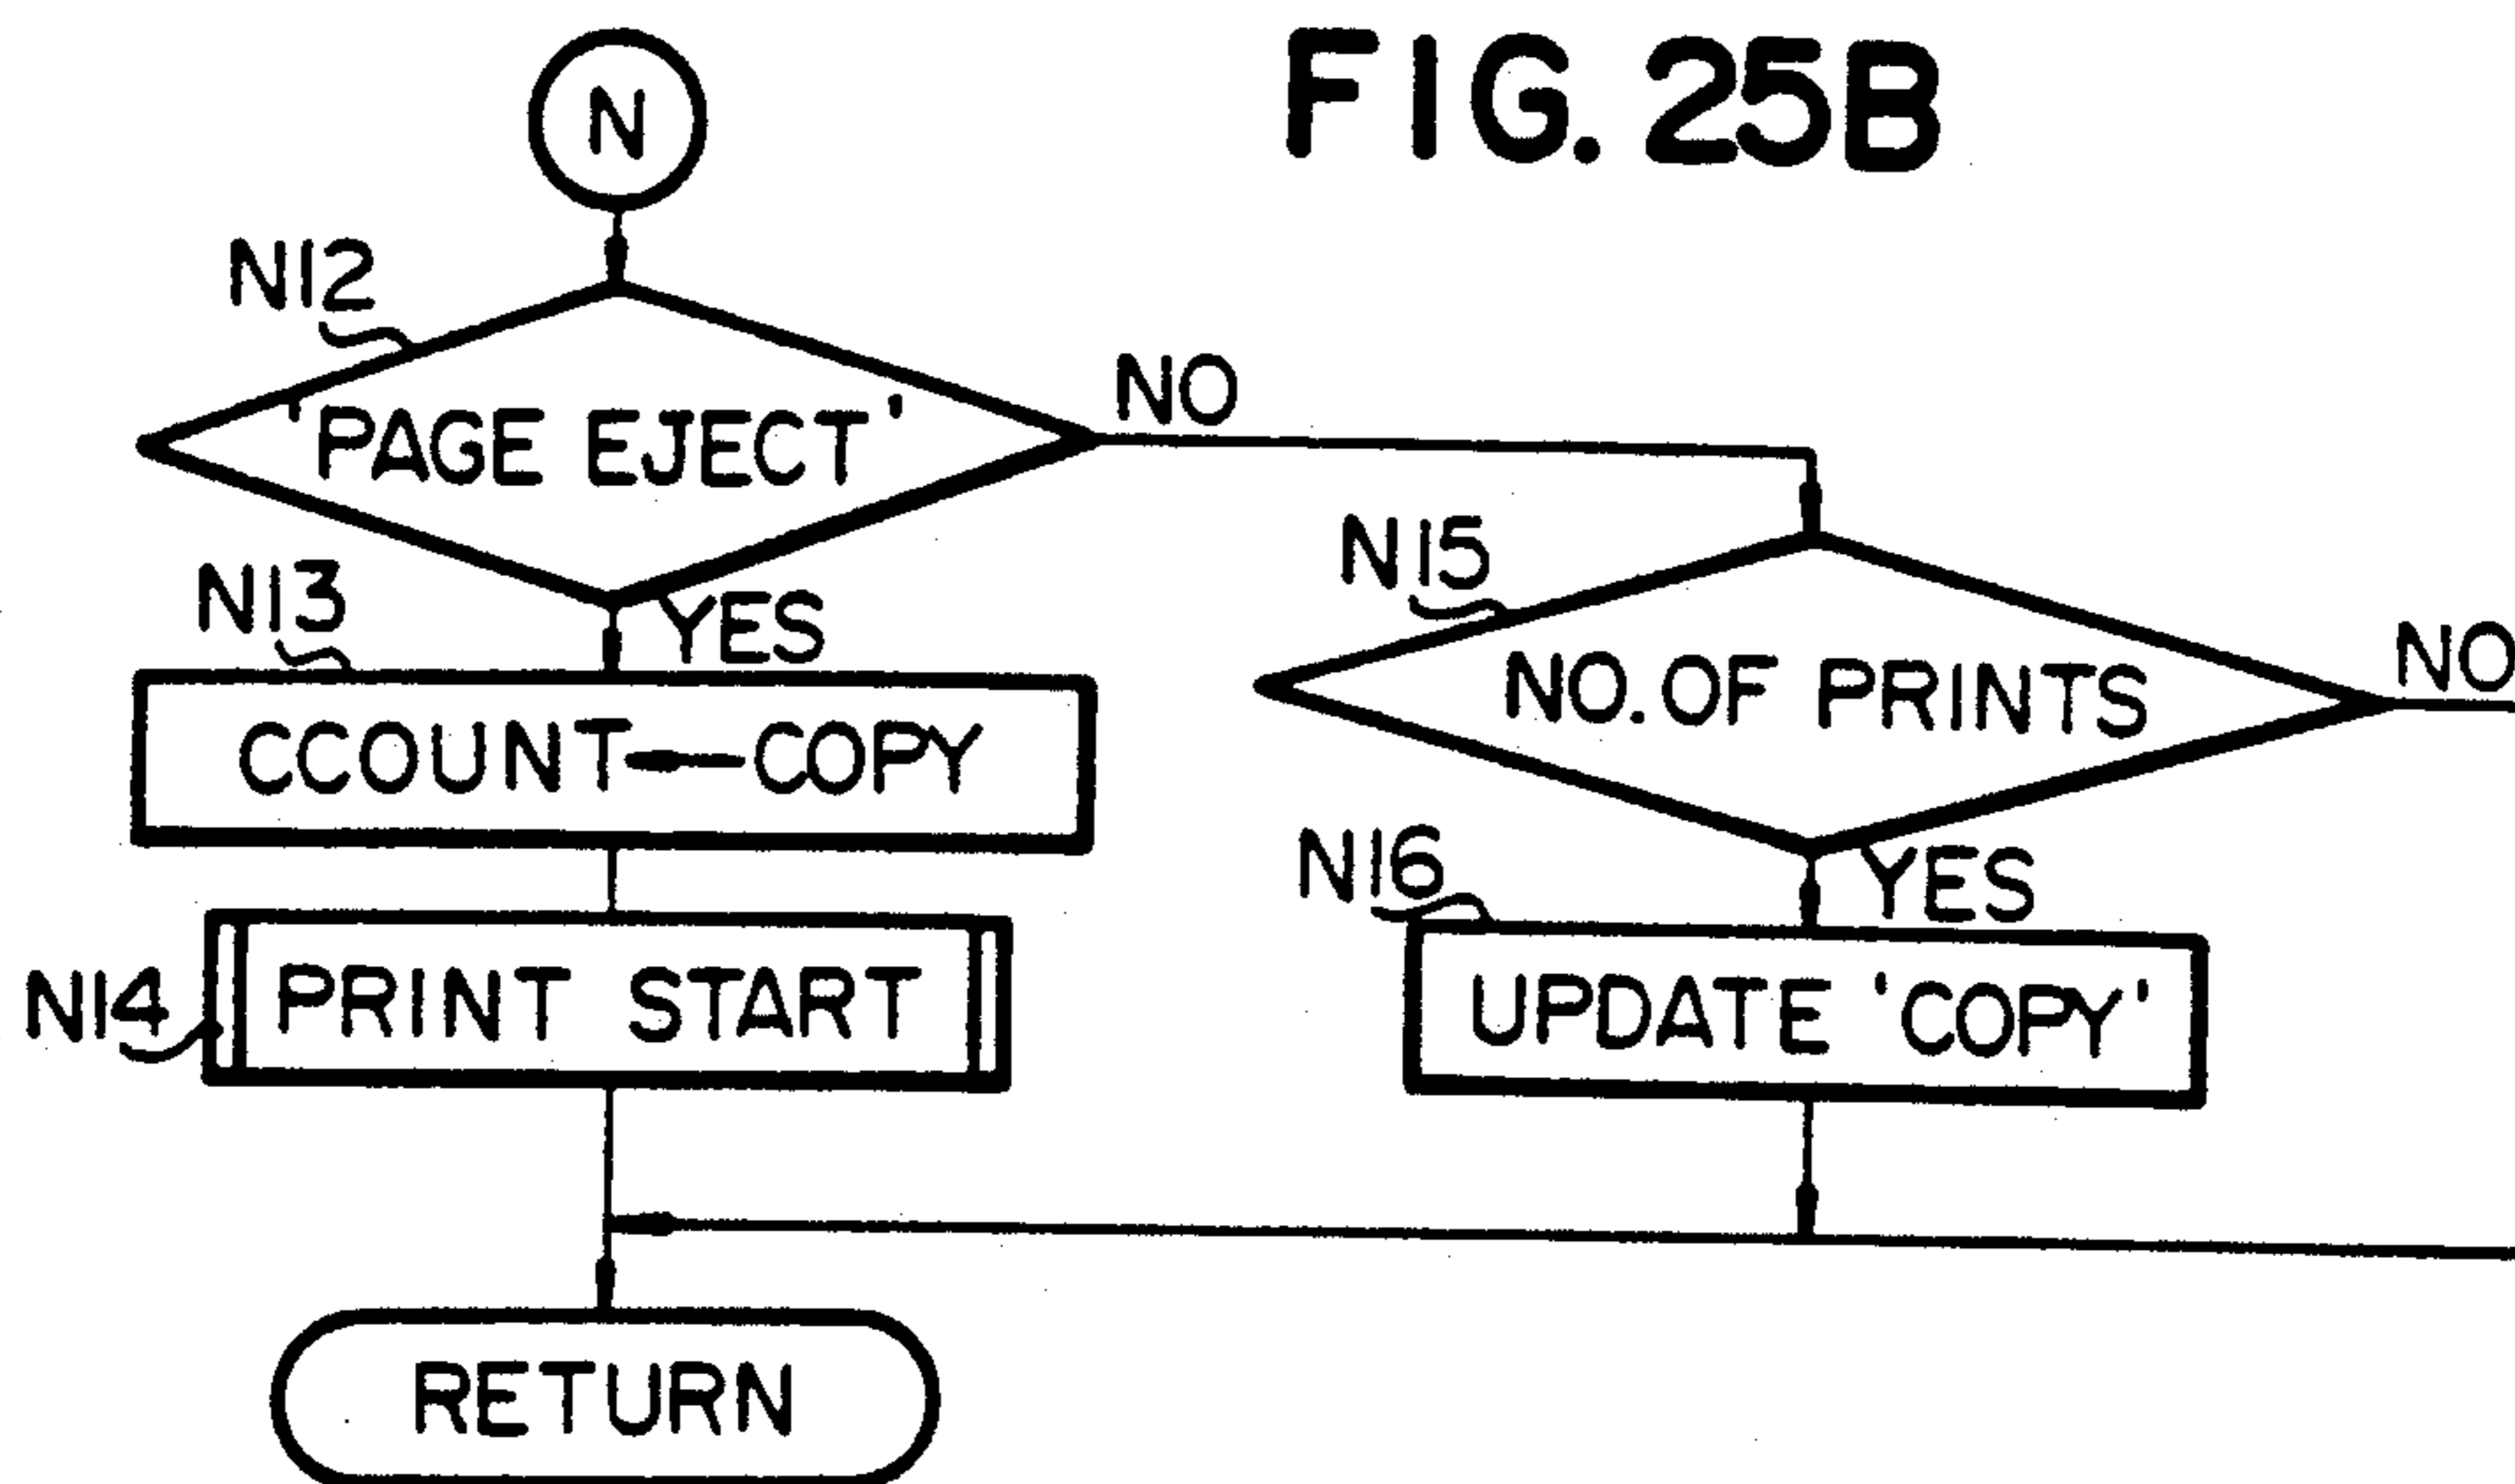 FIG. 25B
N
N12
'PAGE EJECT'
NO
YES
N13
CCOUNT COPY
N14
PRINT START
RETURN
N15
NO. OF PRINTS
NO
YES
N16
UPDATE 'COPY'